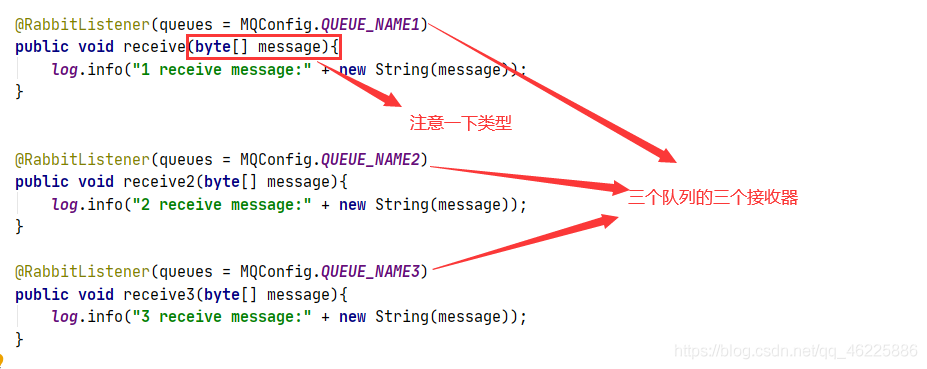 @RabbitListener(queues = MQConfig.QUEUE_NAME1)
public void receive(byte[] message){
log.info("1 receive message:" + new String(message));
}
注意一下类型
@RabbitListener(queues = MQConfig.QUEUE_NAME2)
public void receive2(byte[] message){
三个队列的三个接收器
log.info("2 receive message:" + new String(message));
}
@RabbitListener(queues = MQConfig.QUEUE_NAME3)
public void receive3(byte[] message){
log.info("3 receive message:" + new String(message));
}
https://blog.csdn.net/qq_46225886